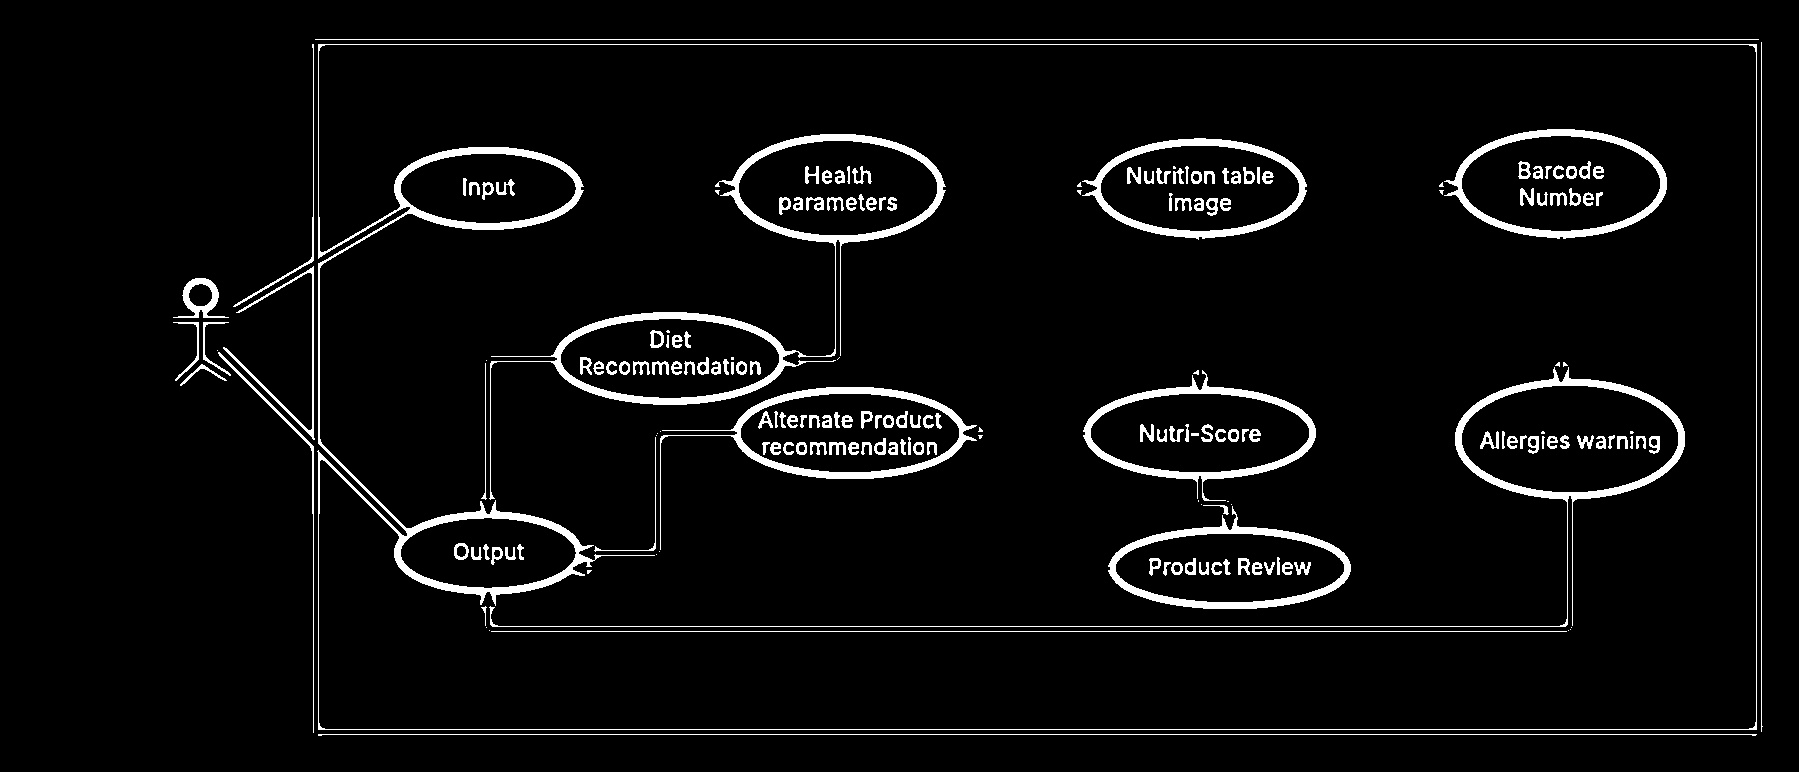 Input
Health
parameters
Nutrition table
image
Barcode
Number
Diet
Recommendation
Alternate Product
recommendation
Nutri-Score
Allergies warning
Output
Product Review